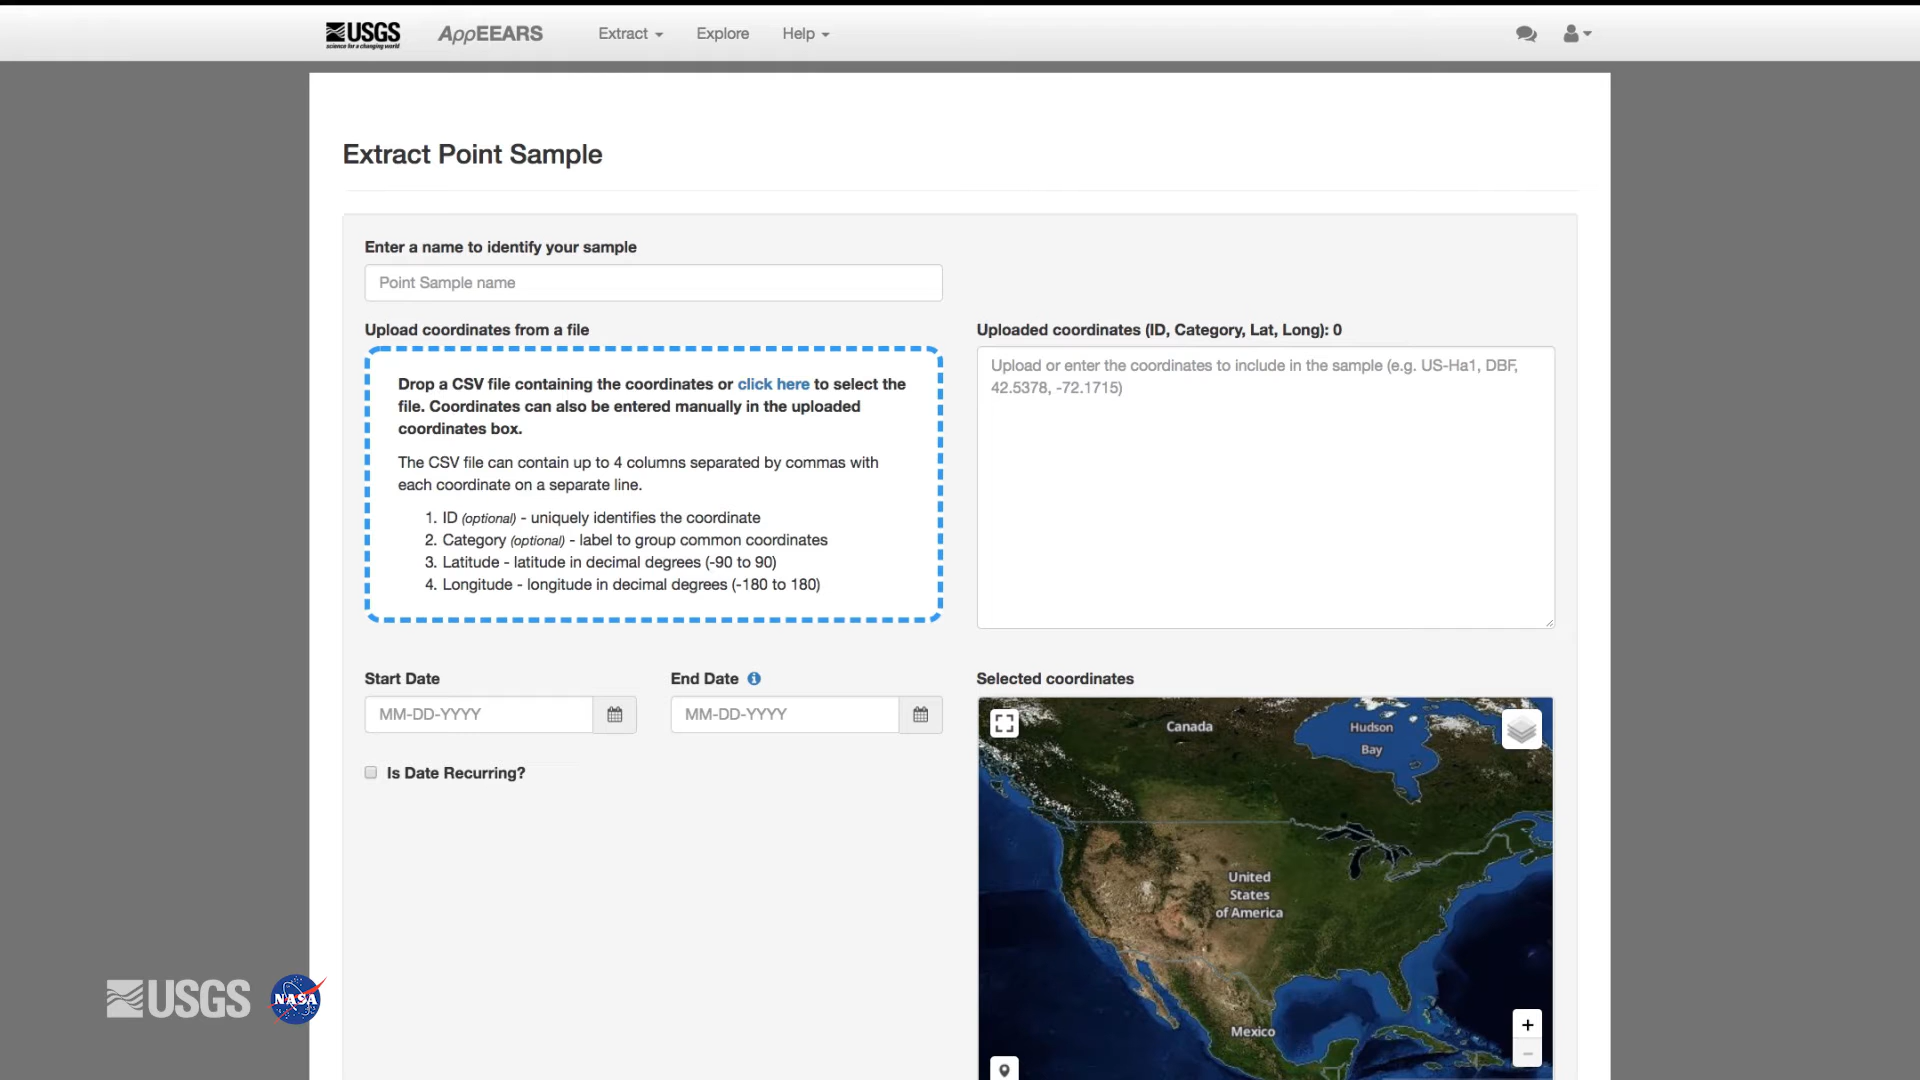 USGS
science for a changing world
AppEEARS
Extract
Explore
Help
Extract Point Sample
Enter a name to identify your sample
Point Sample name
Upload coordinates from a file
Drop a CSV file containing the coordinates or click here to select the
file. Coordinates can also be entered manually in the uploaded
coordinates box.
The CSV file can contain up to 4 columns separated by commas with
each coordinate on a separate line.
1. ID (optional) - uniquely identifies the coordinate
2. Category (optional) - label to group common coordinates
3. Latitude - latitude in decimal degrees (-90 to 90)
4. Longitude - longitude in decimal degrees (-180 to 180)
Uploaded coordinates (ID, Category, Lat, Long): 0
Upload or enter the coordinates to include in the sample (e.g. US-Ha1, DBF,
42.5378, -72.1715)
Start Date
MM-DD-YYYY
End Date
MM-DD-YYYY
Is Date Recurring?
Selected coordinates
Canada
Hudson
Bay
United
States
of America
Mexico
+
−
USGS
NASA